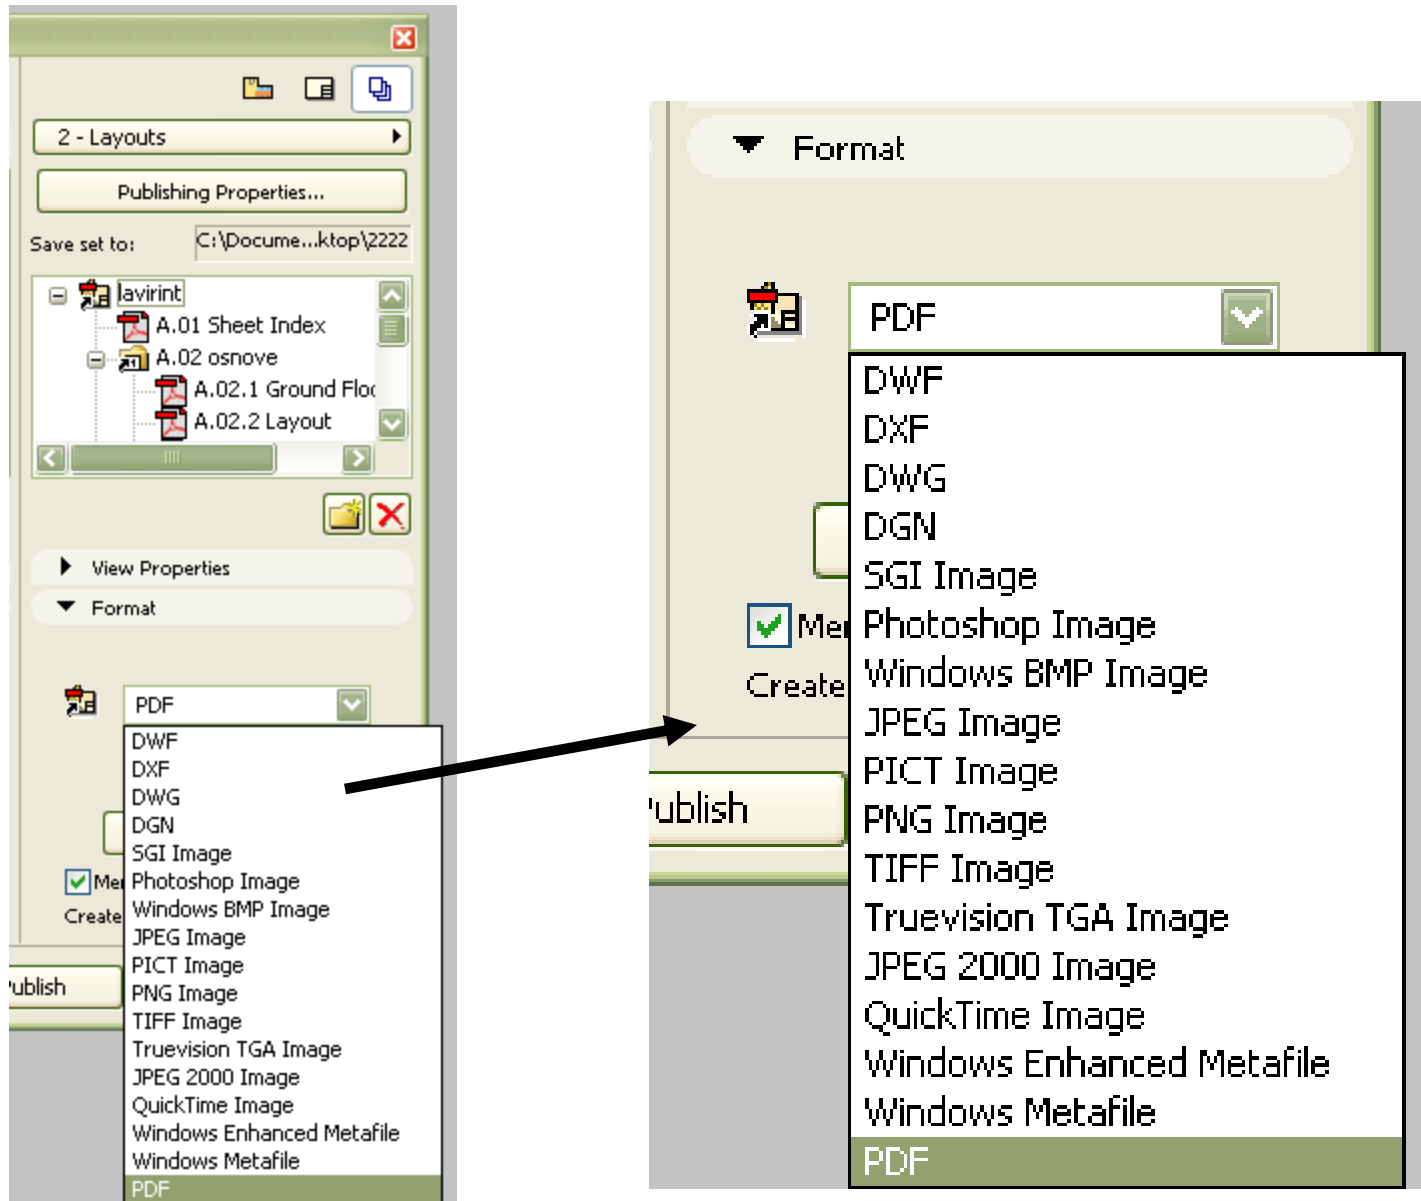 2 - Layouts
Publishing Properties...
Save set to: C:\Docume...ktop\2222
lavirint
A.01 Sheet Index
A.02 osnove
A.02.1 Ground Floo
A.02.2 Layout
View Properties
Format
PDF
DWF
DXF
DWG
DGN
SGI Image
Mer Photoshop Image
Windows BMP Image
Create
JPEG Image
PICT Image
ublish
PNG Image
TIFF Image
Truevision TGA Image
JPEG 2000 Image
QuickTime Image
Windows Enhanced Metafile
Windows Metafile
PDF
Format
PDF
DWF
DXF
DWG
DGN
SGI Image
Mer Photoshop Image
Create Windows BMP Image
JPEG Image
PICT Image
ublish
PNG Image
TIFF Image
Truevision TGA Image
JPEG 2000 Image
QuickTime Image
Windows Enhanced Metafile
Windows Metafile
PDF